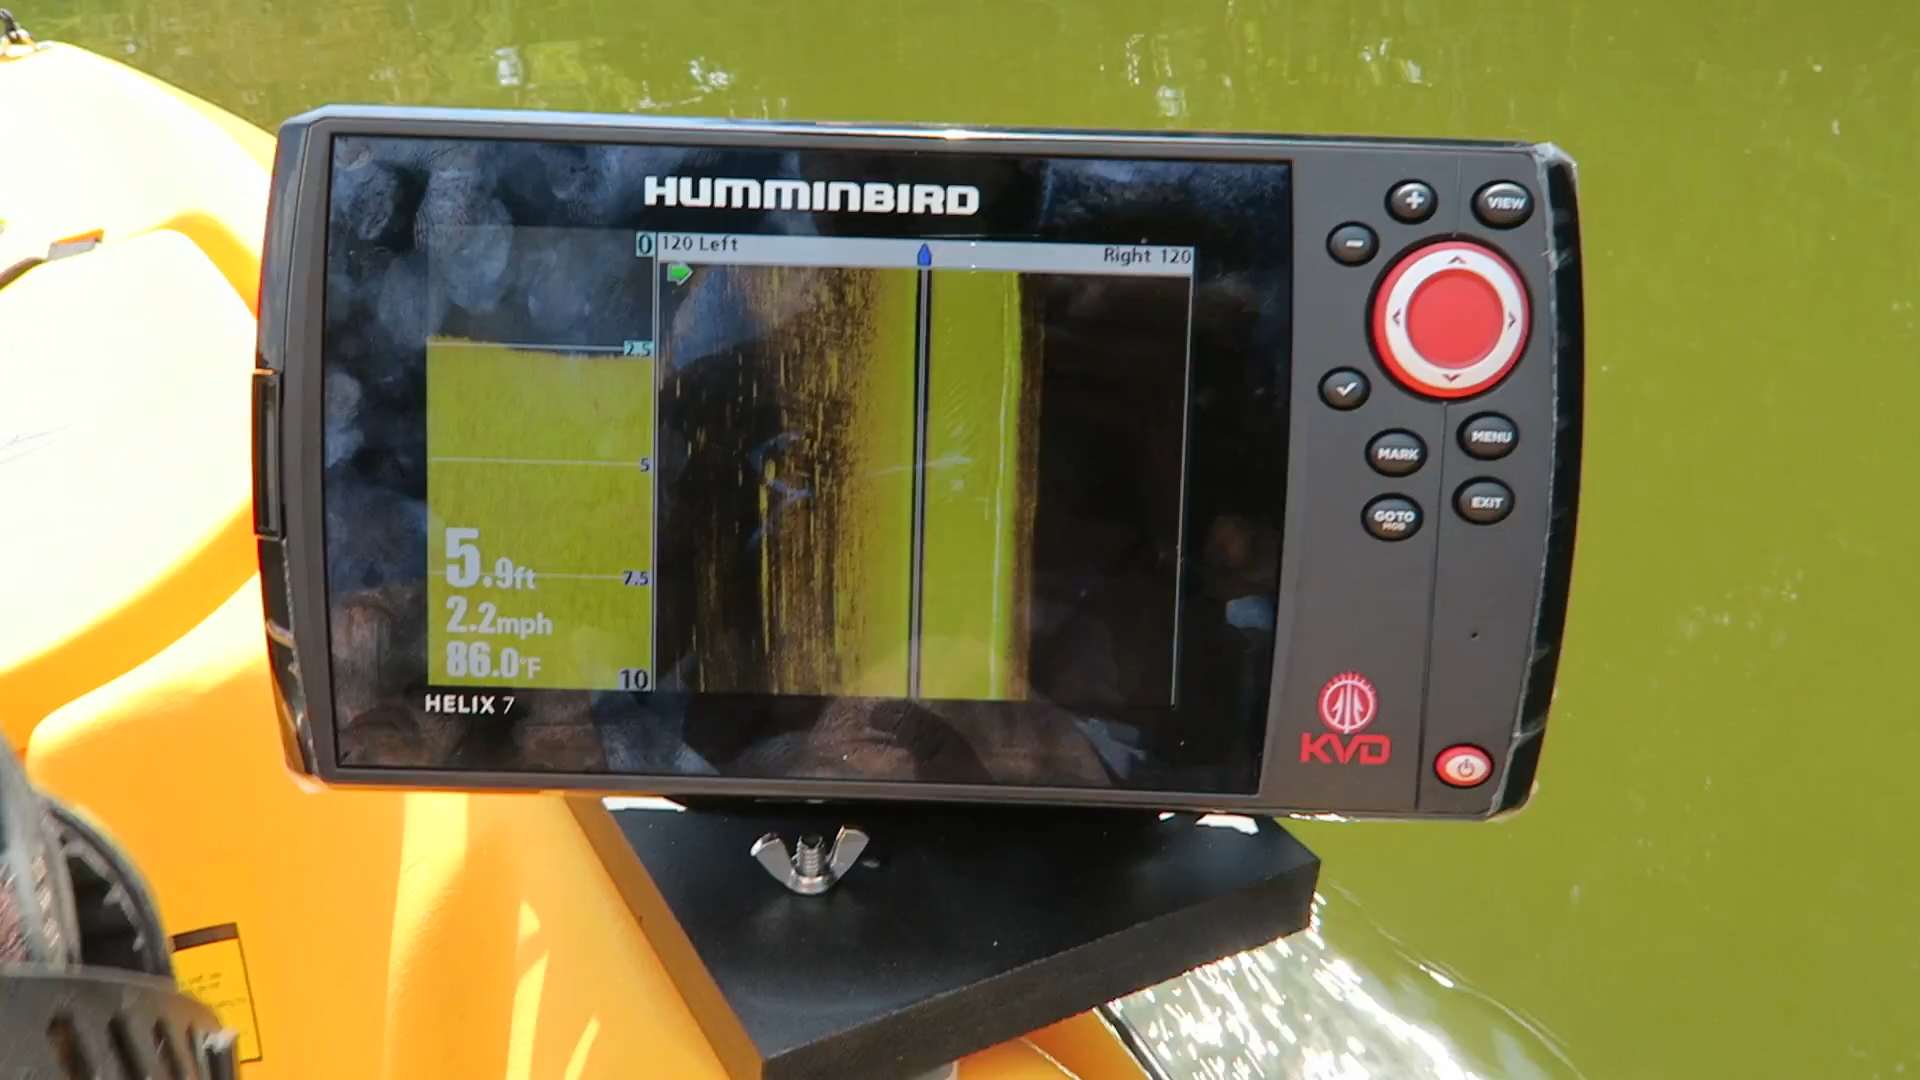 HUMMINBIRD
0
120 Left
Right 120
2.5
5
7.5
10
5.9ft
2.2mph
86.0°F
HELIX 7
+
VIEW
-
MENU
MARK
EXIT
GOTO
MOB
KVD